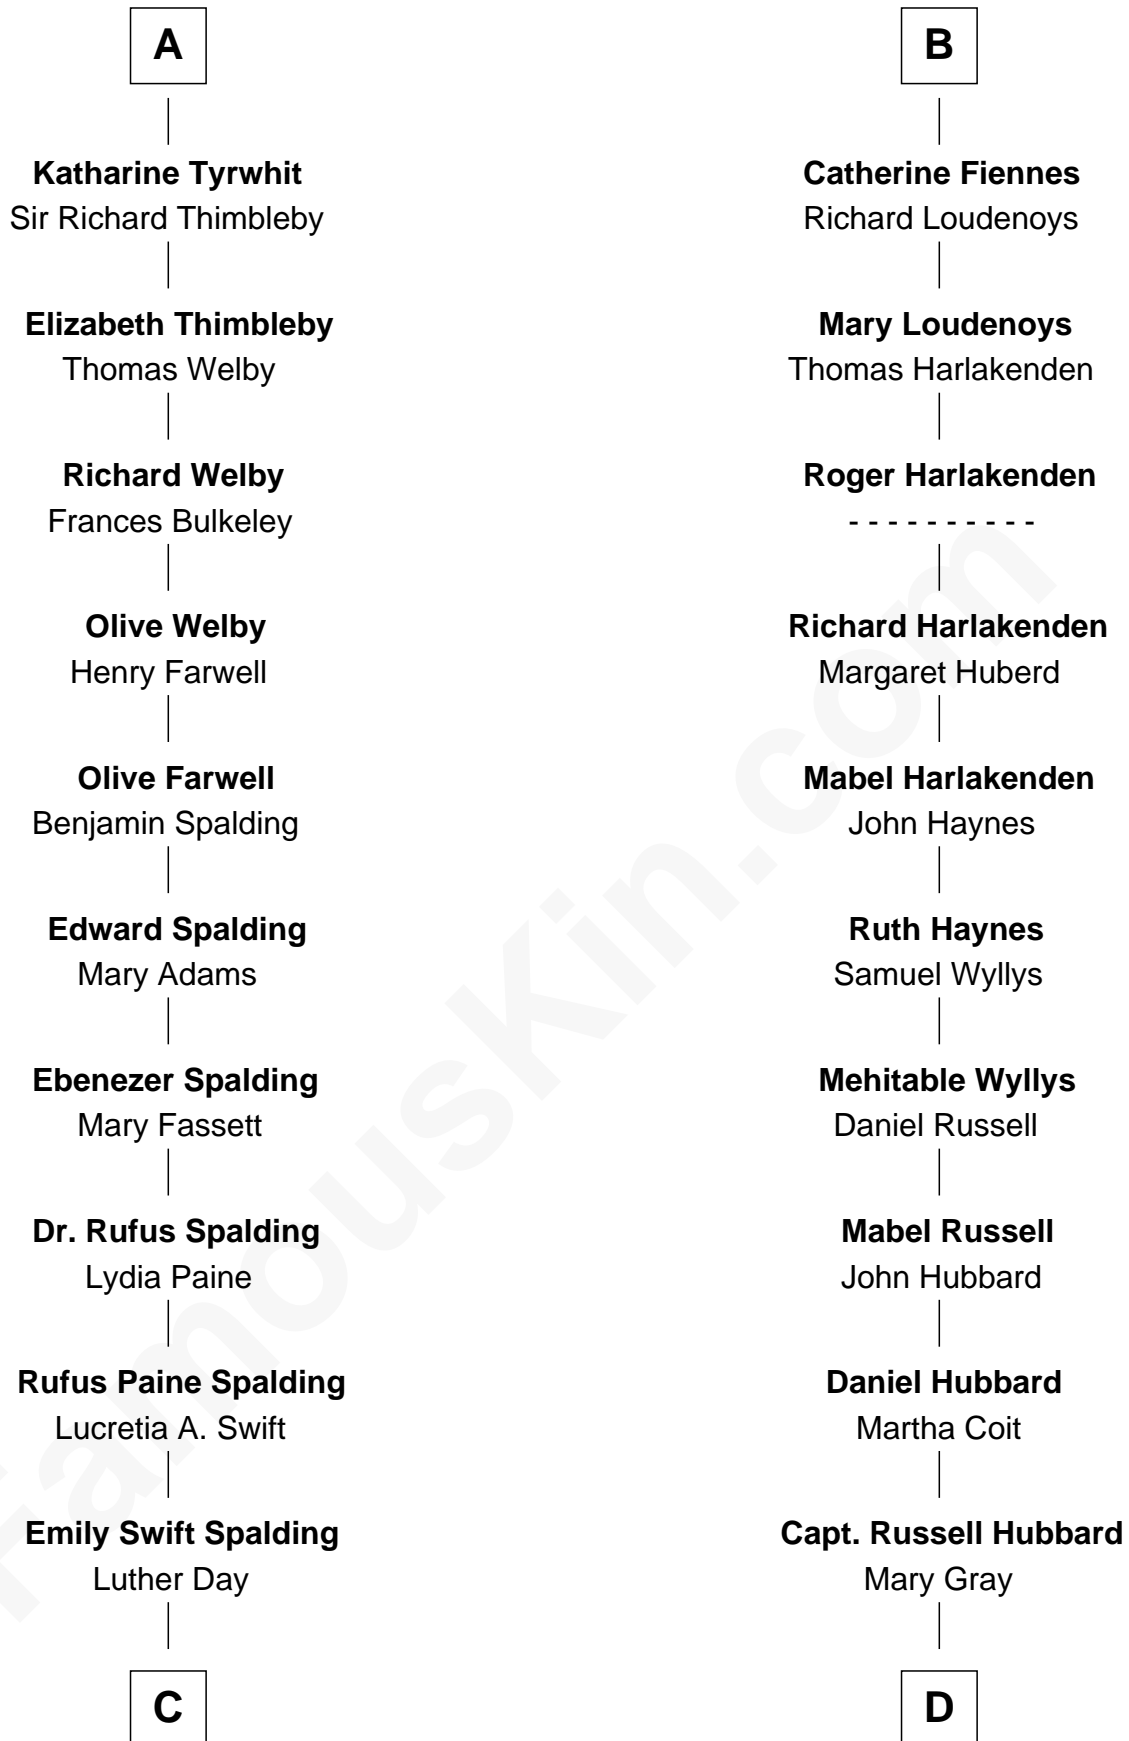 A
Katharine Tyrwhit
Sir Richard Thimbleby
Elizabeth Thimbleby
Thomas Welby
Richard Welby
Frances Bulkeley
Olive Welby
Henry Farwell
Olive Farwell
Benjamin Spalding
Edward Spalding
Mary Adams
Ebenezer Spalding
Mary Fassett
Dr. Rufus Spalding
Lydia Paine
Rufus Paine Spalding
Lucretia A. Swift
Emily Swift Spalding
Luther Day
C
B
Catherine Fiennes
Richard Loudenoys
Mary Loudenoys
Thomas Harlakenden
Roger Harlakenden
- - - - - - - - - -
Richard Harlakenden
Margaret Huberd
Mabel Harlakenden
John Haynes
Ruth Haynes
Samuel Wyllys
Mehitable Wyllys
Daniel Russell
Mabel Russell
John Hubbard
Daniel Hubbard
Martha Coit
Capt. Russell Hubbard
Mary Gray
D
FamousKin.com